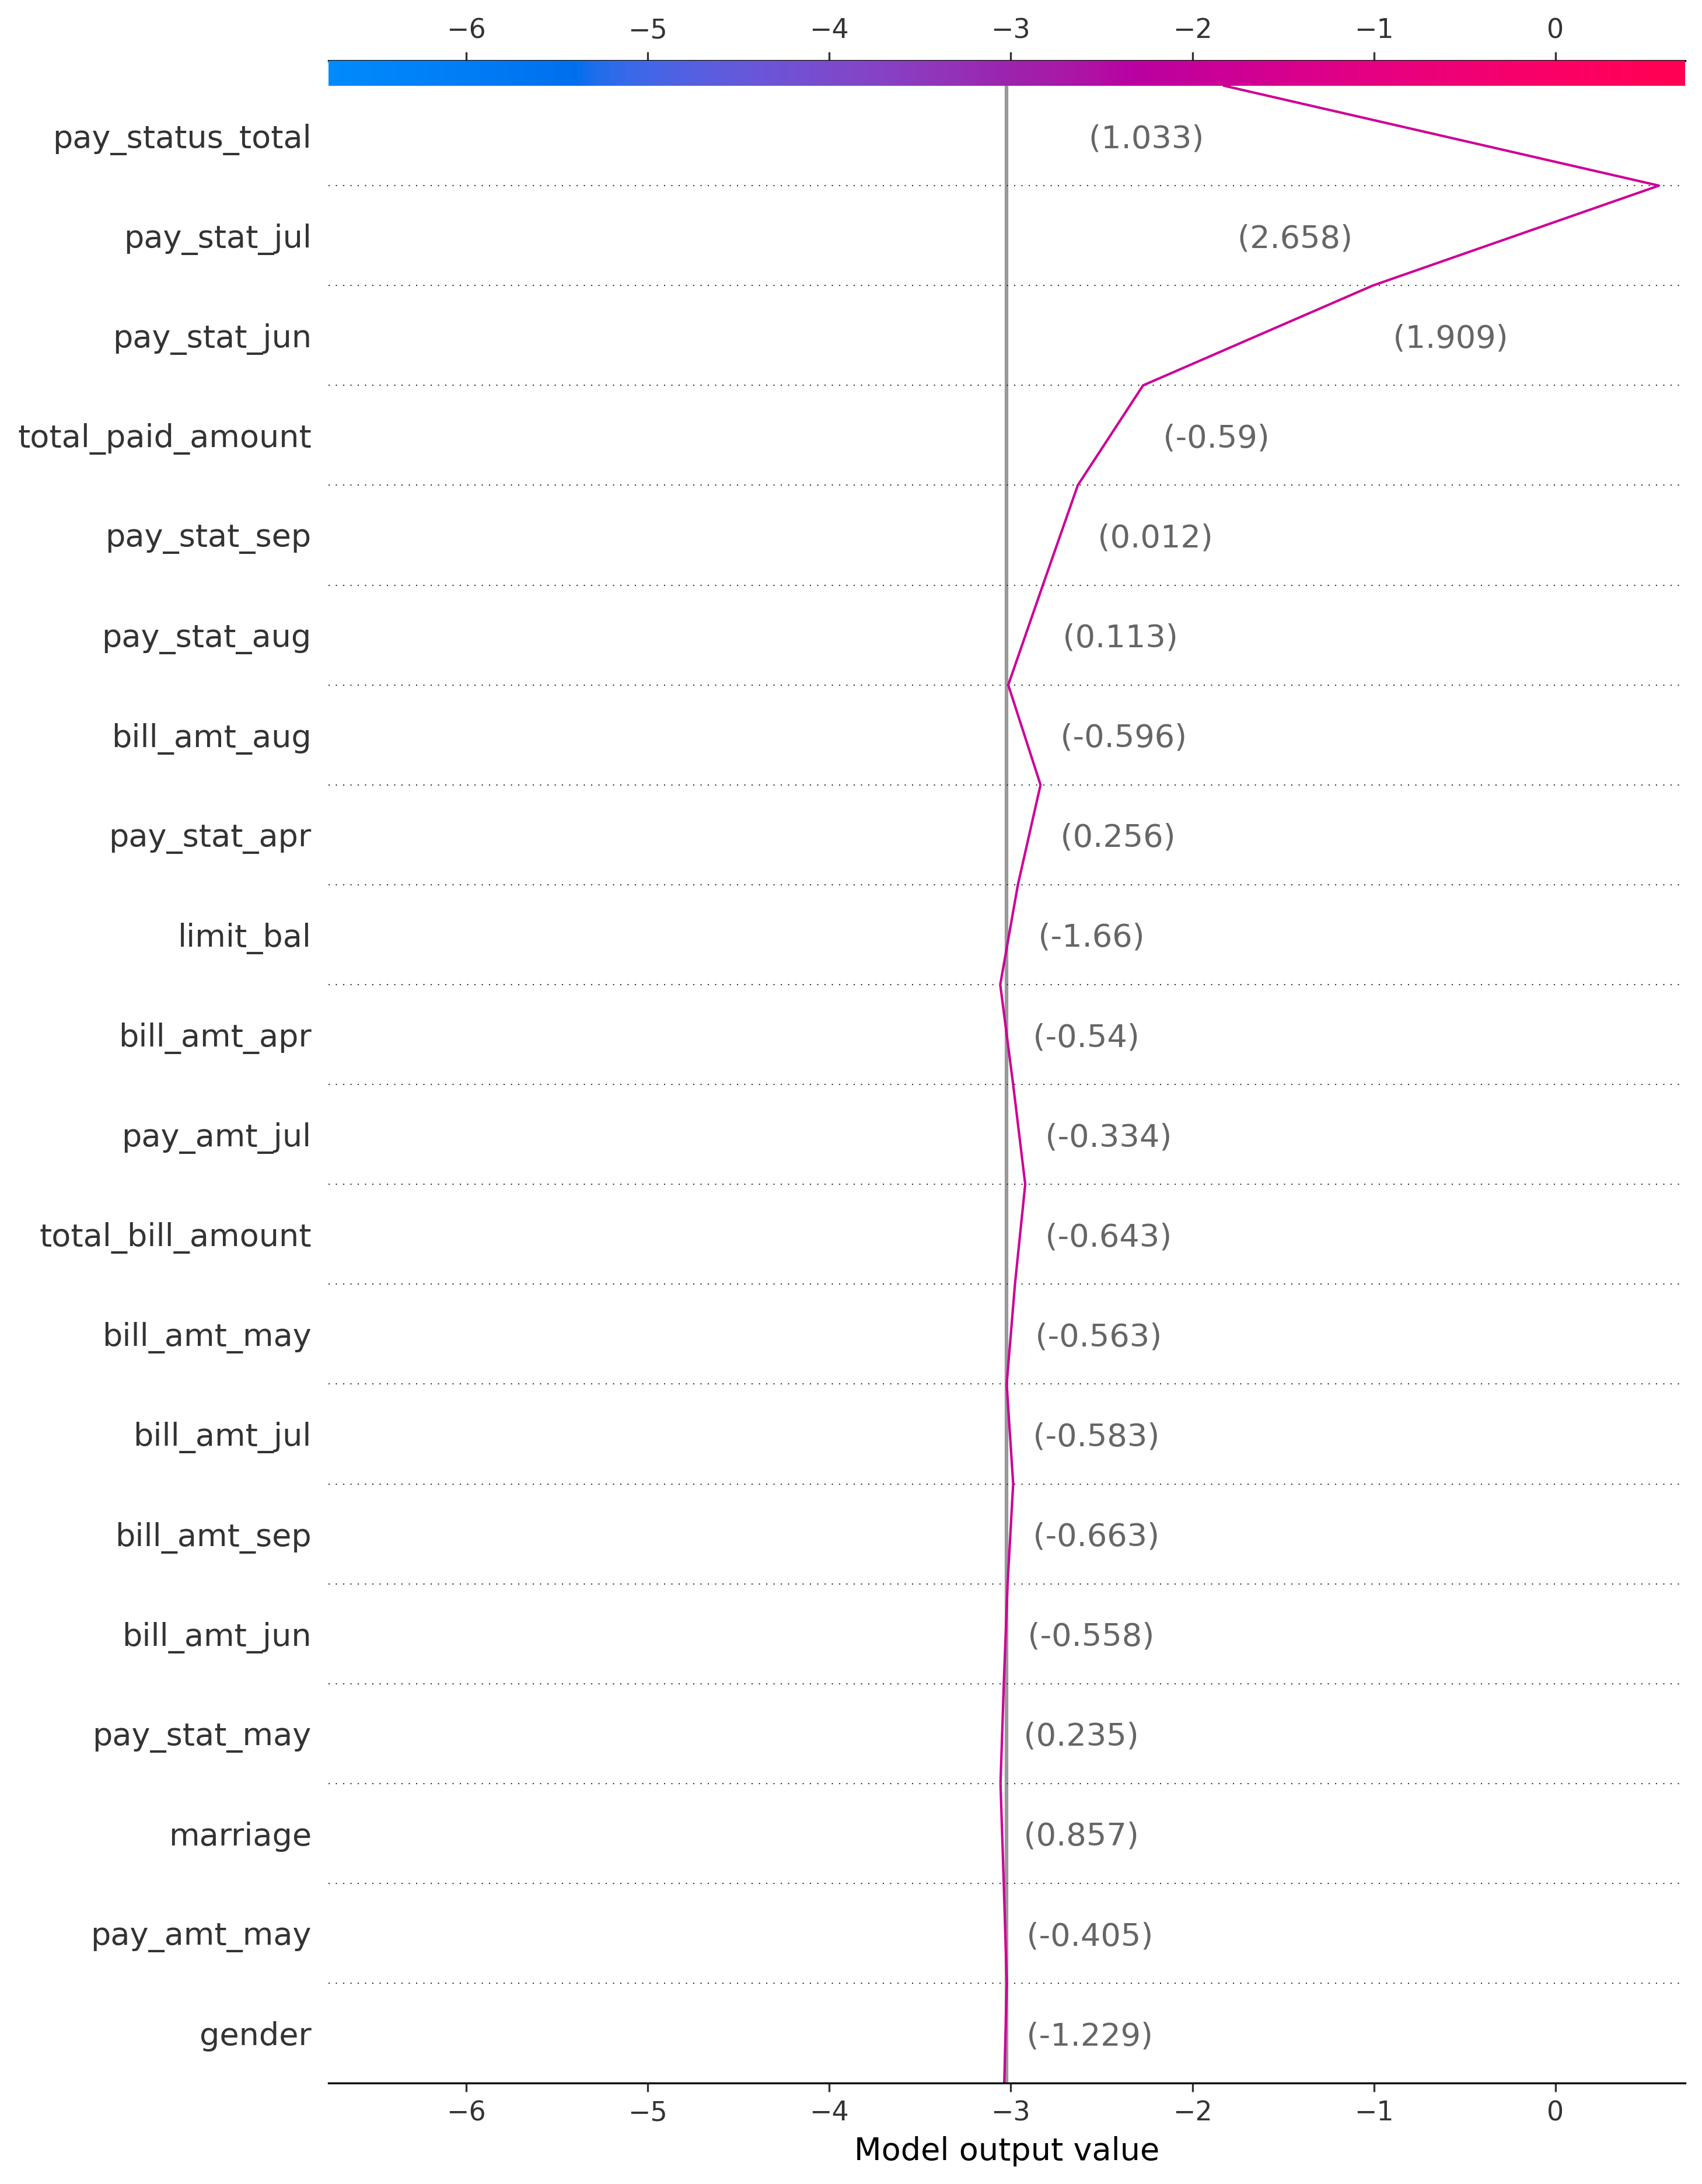 −6 −5 −4 −3 −2 −1 0
pay_status_total (1.033)
pay_stat_jul (2.658)
pay_stat_jun (1.909)
total_paid_amount (-0.59)
pay_stat_sep (0.012)
pay_stat_aug (0.113)
bill_amt_aug (-0.596)
pay_stat_apr (0.256)
limit_bal (-1.66)
bill_amt_apr (-0.54)
pay_amt_jul (-0.334)
total_bill_amount (-0.643)
bill_amt_may (-0.563)
bill_amt_jul (-0.583)
bill_amt_sep (-0.663)
bill_amt_jun (-0.558)
pay_stat_may (0.235)
marriage (0.857)
pay_amt_may (-0.405)
gender (-1.229)
−6 −5 −4 −3 −2 −1 0
Model output value